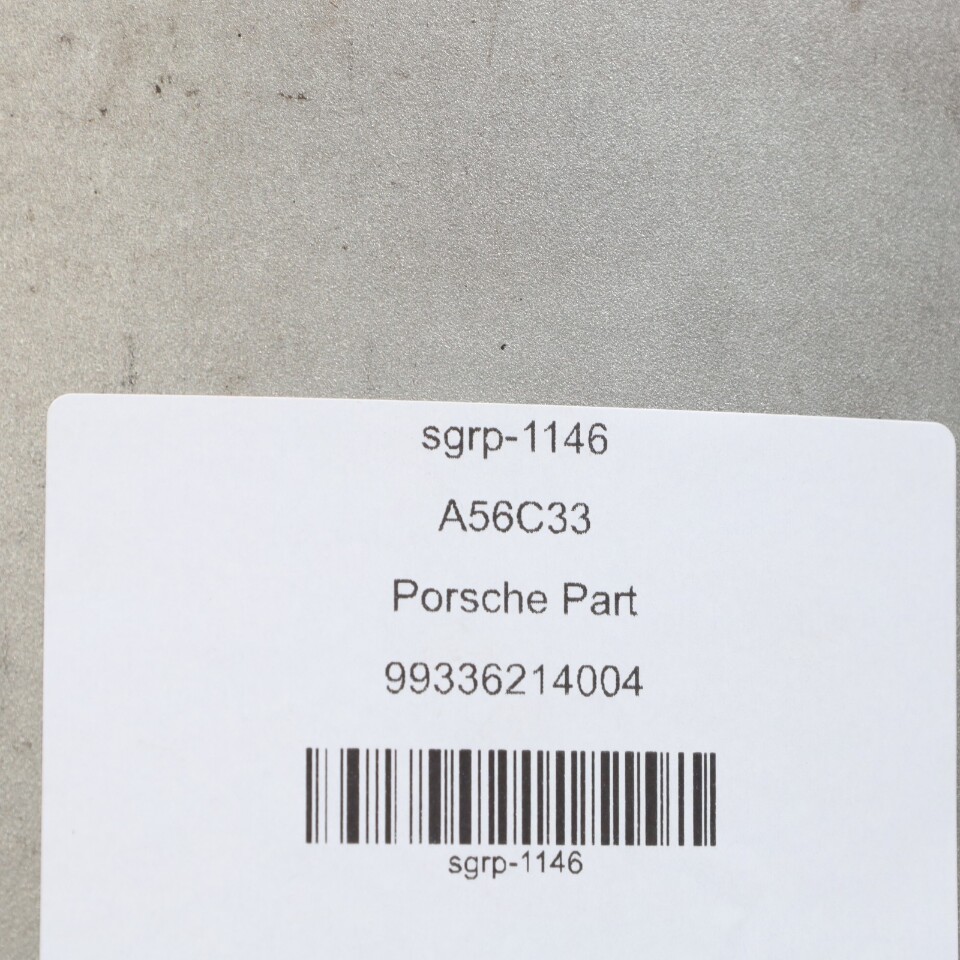 sgrp-1146
A56C33
Porsche Part
99336214004
sgrp-1146